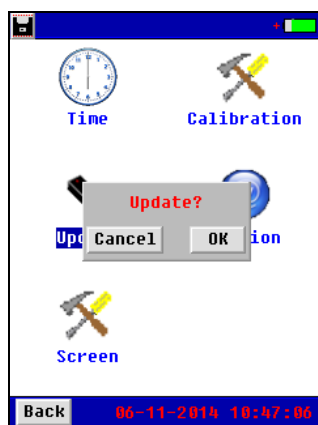 +
Time Calibration
Update?
Cancel OK
Upd ion
Screen
Back 06-11-2014 10:47:06